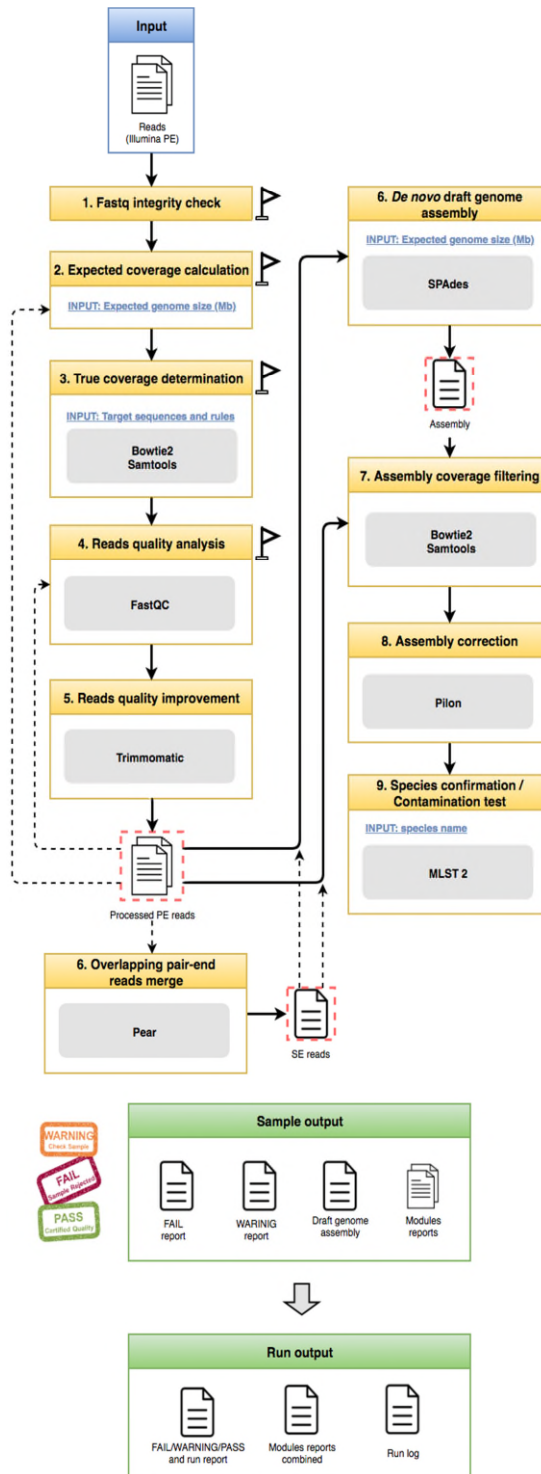 Input
Reads
(Illumina PE)
1. Fastq integrity check
2. Expected coverage calculation
INPUT: Expected genome size (Mb)
3. True coverage determination
INPUT: Target sequences and rules
Bowtie2
Samtools
4. Reads quality analysis
FastQC
5. Reads quality improvement
Trimmomatic
Processed PE reads
6. Overlapping pair-end
reads merge
Pear
SE reads
6. De novo draft genome
assembly
INPUT: Expected genome size (Mb)
SPAdes
Assembly
7. Assembly coverage filtering
Bowtie2
Samtools
8. Assembly correction
Pilon
9. Species confirmation /
Contamination test
INPUT: species name
MLST 2
WARNING
Check Sample
FAIL
Sample Rejected
PASS
Certified Quality
Sample output
FAIL
report
WARINIG
report
Draft genome
assembly
Modules
reports
Run output
FAIL/WARNING/PASS
and run report
Modules reports
combined
Run log